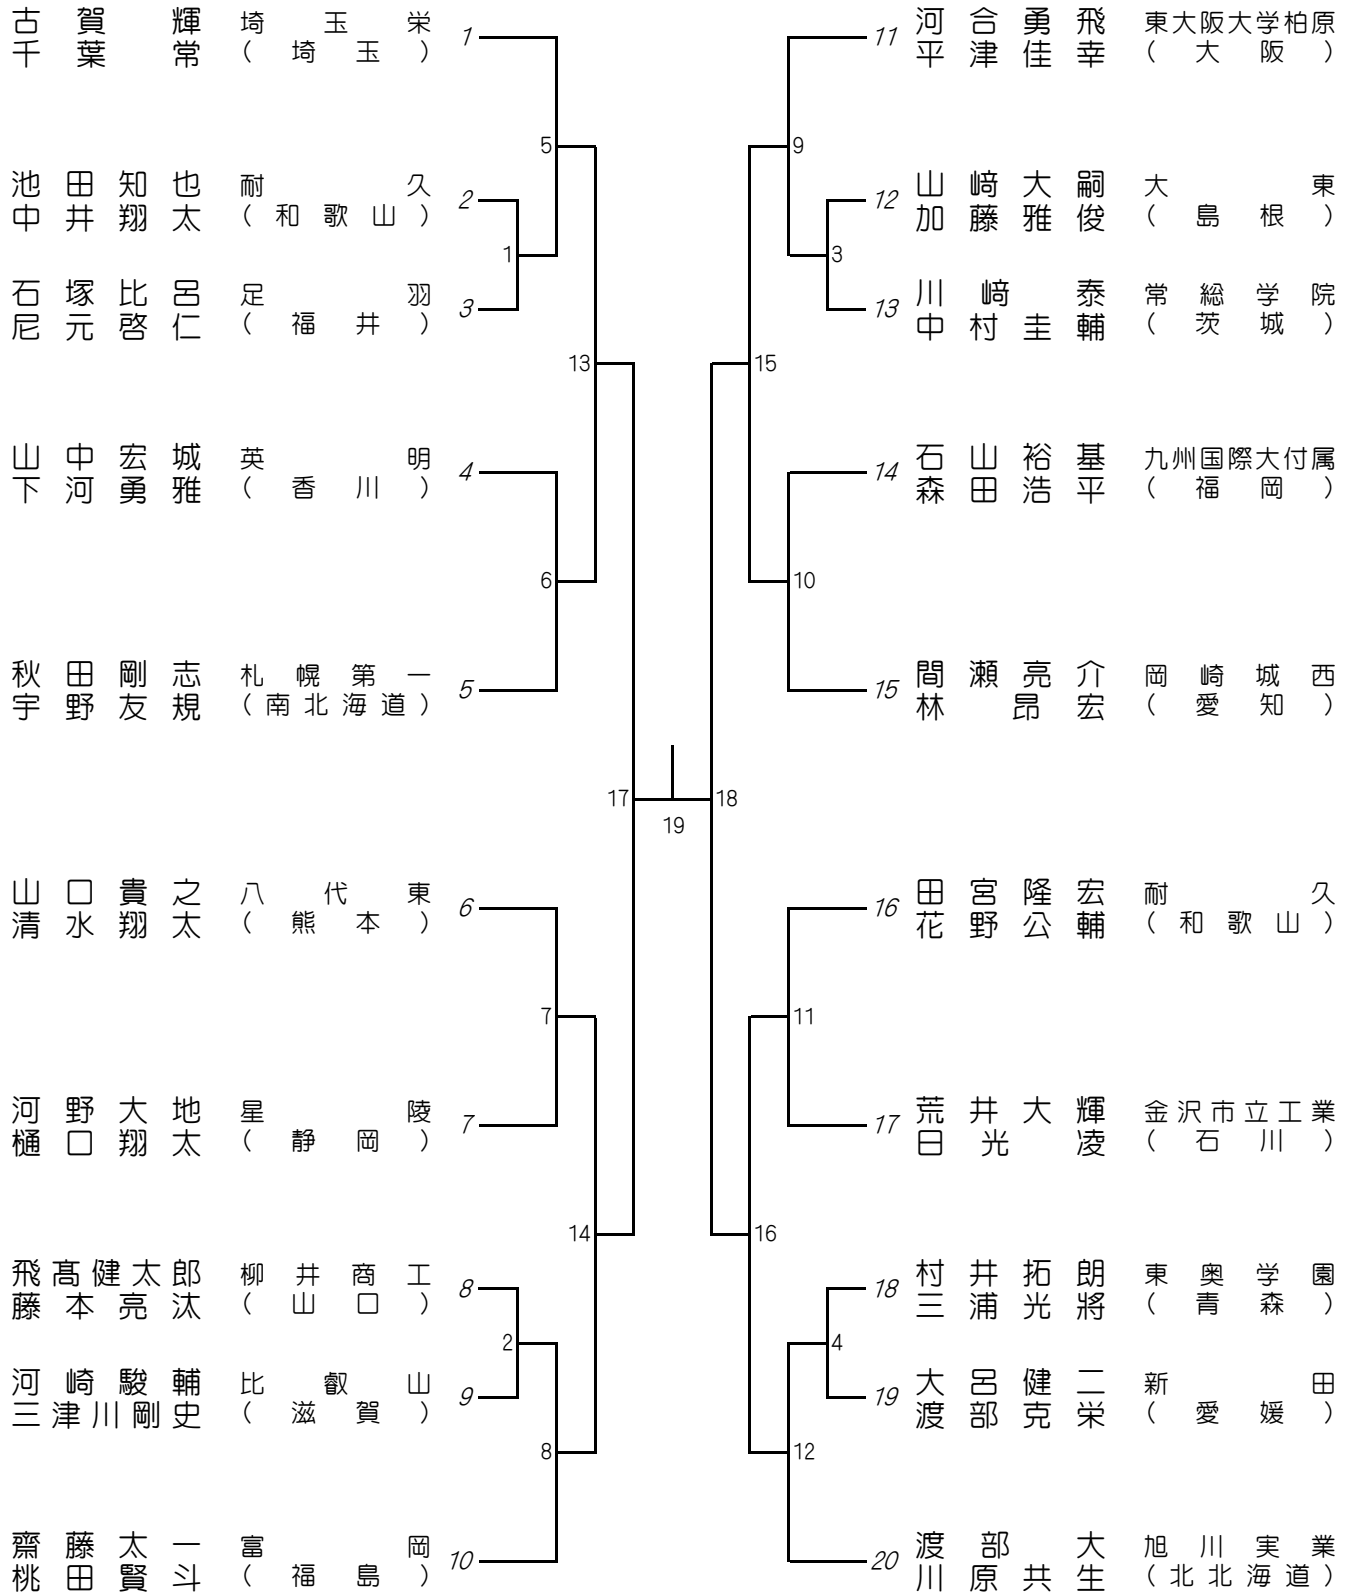 古賀輝 埼玉栄 1
千葉常 (埼玉)
5
池田知也 耐久 2
中井翔太 (和歌山)
1
石塚比呂 足羽 3
尼元啓仁 (福井)
13
山中宏城 英明 4
下河勇雅 (香川)
6
秋田剛志 札幌第一 5
宇野友規 (南北海道)
17
19
山口貴之 八代東 6
清水翔太 (熊本)
7
河野大地 星陵 7
樋口翔太 (静岡)
14
飛髙健太郎 柳井商工 8
藤本亮汰 (山口)
2
河崎駿輔 比叡山 9
三津川剛史 (滋賀)
8
齋藤太一 富岡 10
桃田賢斗 (福島)
11 河合勇飛 東大阪大学柏原
平津佳幸 (大阪)
9
12 山﨑大嗣 大東
加藤雅俊 (島根)
3
13 川﨑泰 常総学院
中村圭輔 (茨城)
15
14 石山裕基 九州国際大付属
森田浩平 (福岡)
10
15 間瀬亮介 岡崎城西
林昂宏 (愛知)
18
16 田宮隆宏 耐久
花野公輔 (和歌山)
11
17 荒井大輝 金沢市立工業
日光凌 (石川)
16
18 村井拓朗 東奥学園
三浦光將 (青森)
4
19 大呂健二 新田
渡部克栄 (愛媛)
12
20 渡部大 旭川実業
川原共生 (北北海道)